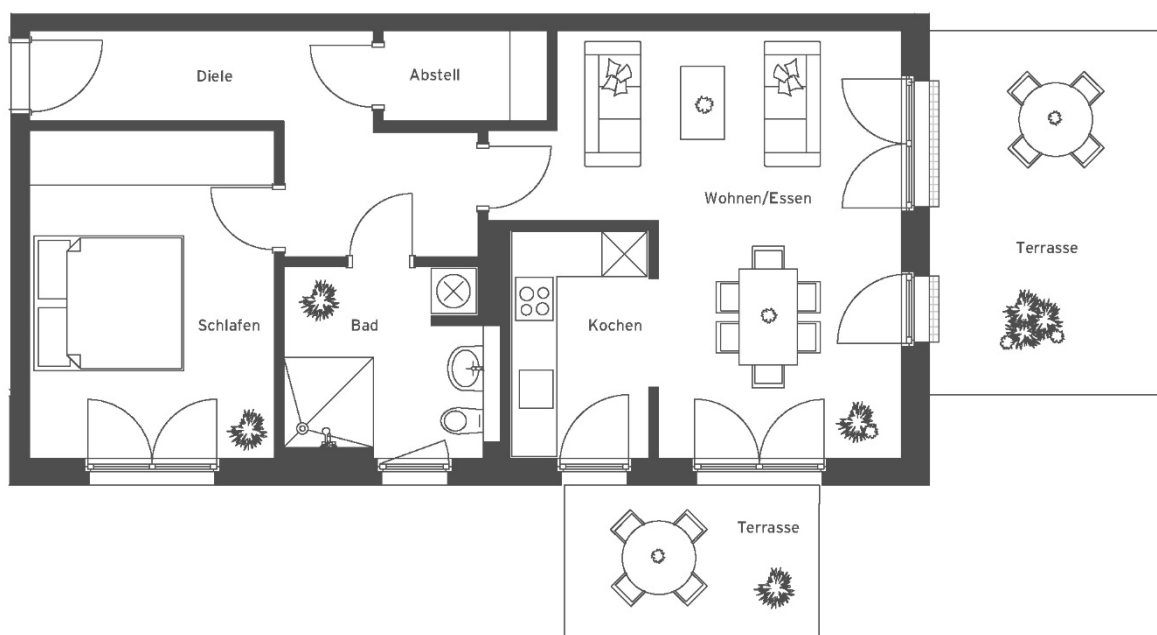 Diele
Abstell
Wohnen/Essen
Terrasse
Schlafen
Bad
Kochen
Terrasse